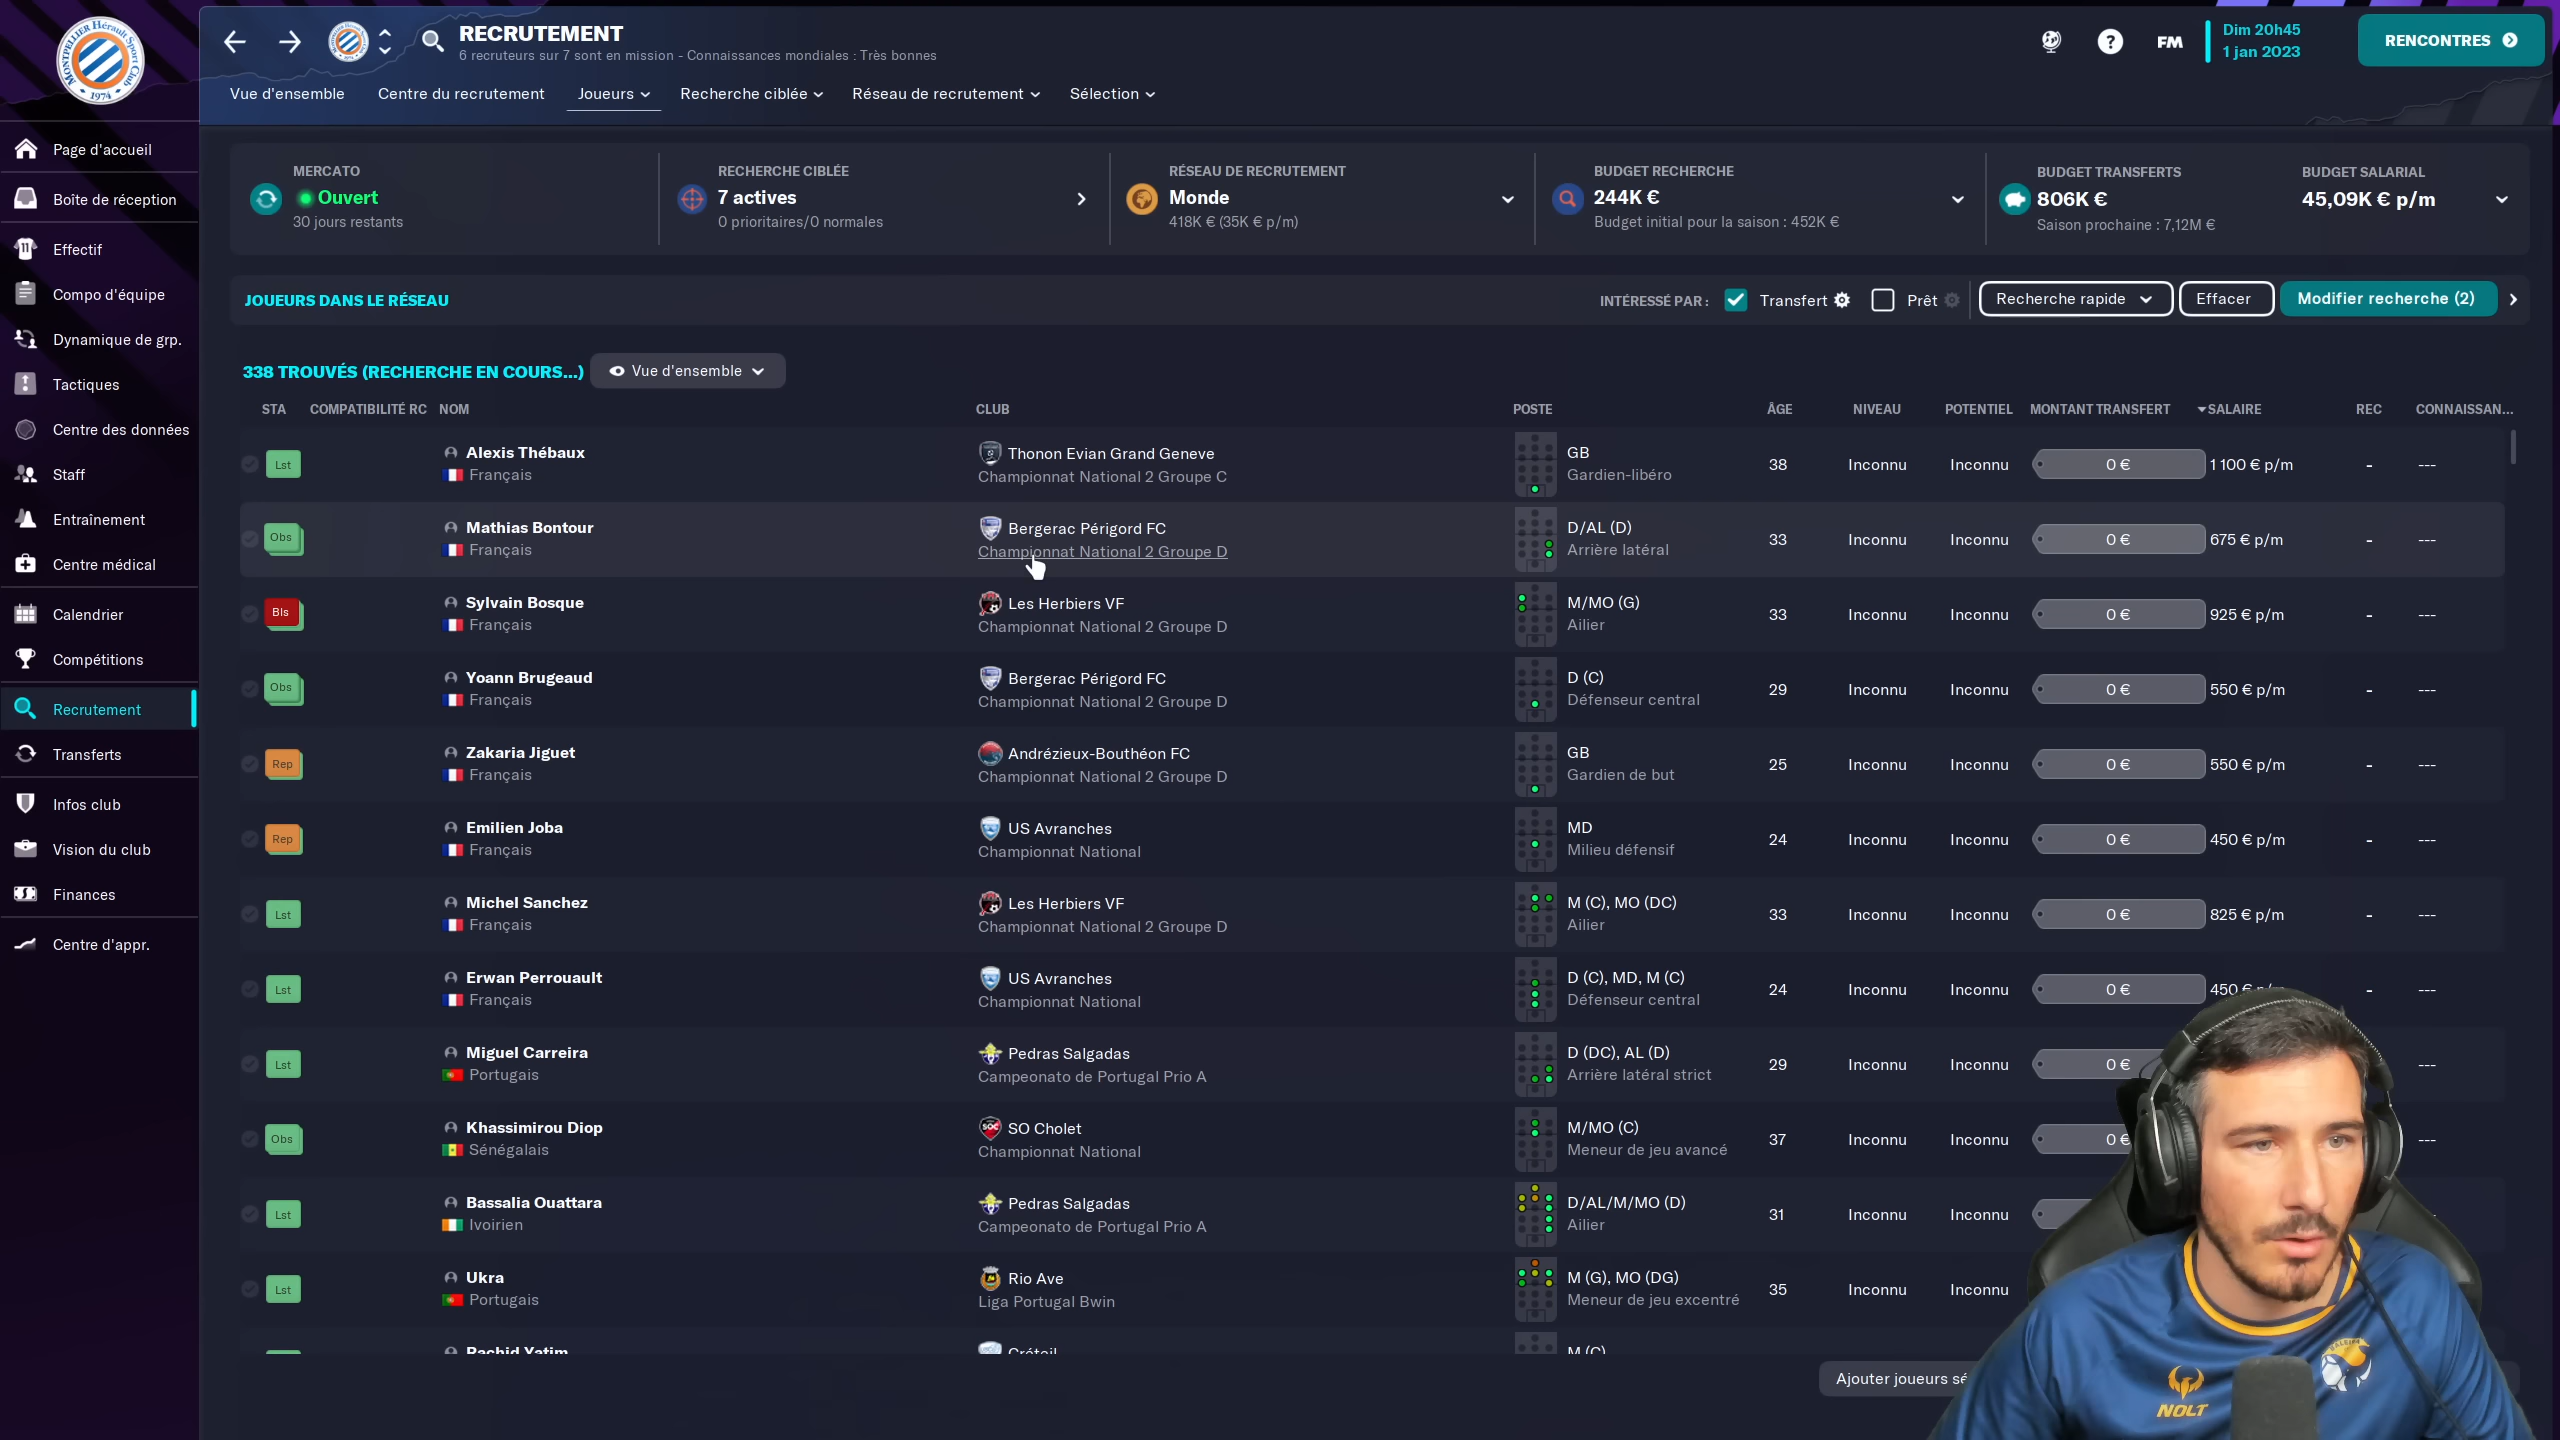 MONTPELLIER Hérault Sport Club
1974
RECRUTEMENT
6 recruteurs sur 7 sont en mission - Connaissances mondiales : Très bonnes
FM
Dim 20h45
1 jan 2023
RENCONTRES
Vue d'ensemble
Centre du recrutement
Joueurs
Recherche ciblée
Réseau de recrutement
Sélection
Page d'accueil
Boîte de réception
Effectif
Compo d'équipe
Dynamique de grp.
Tactiques
Centre des données
Staff
Entraînement
Centre médical
Calendrier
Compétitions
Recrutement
Transferts
Infos club
Vision du club
Finances
Centre d'appr.
MERCATO
Ouvert
30 jours restants
RECHERCHE CIBLÉE
7 actives
0 prioritaires/0 normales
RÉSEAU DE RECRUTEMENT
Monde
418K € (35K € p/m)
BUDGET RECHERCHE
244K €
Budget initial pour la saison : 452K €
BUDGET TRANSFERTS
806K €
Saison prochaine : 7,12M €
BUDGET SALARIAL
45,09K € p/m
JOUEURS DANS LE RÉSEAU
INTÉRESSÉ PAR :
Transfert
Prêt
Recherche rapide
Effacer
Modifier recherche (2)
338 TROUVÉS (RECHERCHE EN COURS...)
Vue d'ensemble
STA COMPATIBILITÉ RC NOM CLUB POSTE ÂGE NIVEAU POTENTIEL MONTANT TRANSFERT SALAIRE REC CONNAISSAN...
Lst Alexis Thébaux Thonon Evian Grand Geneve GB 38 Inconnu Inconnu 0 € 1 100 € p/m - ---
Français Championnat National 2 Groupe C Gardien-libéro
Obs Mathias Bontour Bergerac Périgord FC D/AL (D) 33 Inconnu Inconnu 0 € 675 € p/m - ---
Français Championnat National 2 Groupe D Arrière latéral
Bls Sylvain Bosque Les Herbiers VF M/MO (G) 33 Inconnu Inconnu 0 € 925 € p/m - ---
Français Championnat National 2 Groupe D Ailier
Obs Yoann Brugeaud Bergerac Périgord FC D (C) 29 Inconnu Inconnu 0 € 550 € p/m - ---
Français Championnat National 2 Groupe D Défenseur central
Rep Zakaria Jiguet Andrézieux-Bouthéon FC GB 25 Inconnu Inconnu 0 € 550 € p/m - ---
Français Championnat National 2 Groupe D Gardien de but
Rep Emilien Joba US Avranches MD 24 Inconnu Inconnu 0 € 450 € p/m - ---
Français Championnat National Milieu défensif
Lst Michel Sanchez Les Herbiers VF M (C), MO (DC) 33 Inconnu Inconnu 0 € 825 € p/m - ---
Français Championnat National 2 Groupe D Ailier
Lst Erwan Perrouault US Avranches D (C), MD, M (C) 24 Inconnu Inconnu 0 € 450 € p/m - ---
Français Championnat National Défenseur central
Lst Miguel Carreira Pedras Salgadas D (DC), AL (D) 29 Inconnu Inconnu 0 € ---
Portugais Campeonato de Portugal Prio A Arrière latéral strict
Obs Khassimirou Diop SO Cholet M/MO (C) 37 Inconnu Inconnu 0 € ---
Sénégalais Championnat National Meneur de jeu avancé
Lst Bassalia Ouattara Pedras Salgadas D/AL/M/MO (D) 31 Inconnu Inconnu
Ivoirien Campeonato de Portugal Prio A Ailier
Lst Ukra Rio Ave M (G), MO (DG) 35 Inconnu Inconnu
Portugais Liga Portugal Bwin Meneur de jeu excentré
Rachid Yatim Créteil M (C)
Ajouter joueurs sé
NOLT